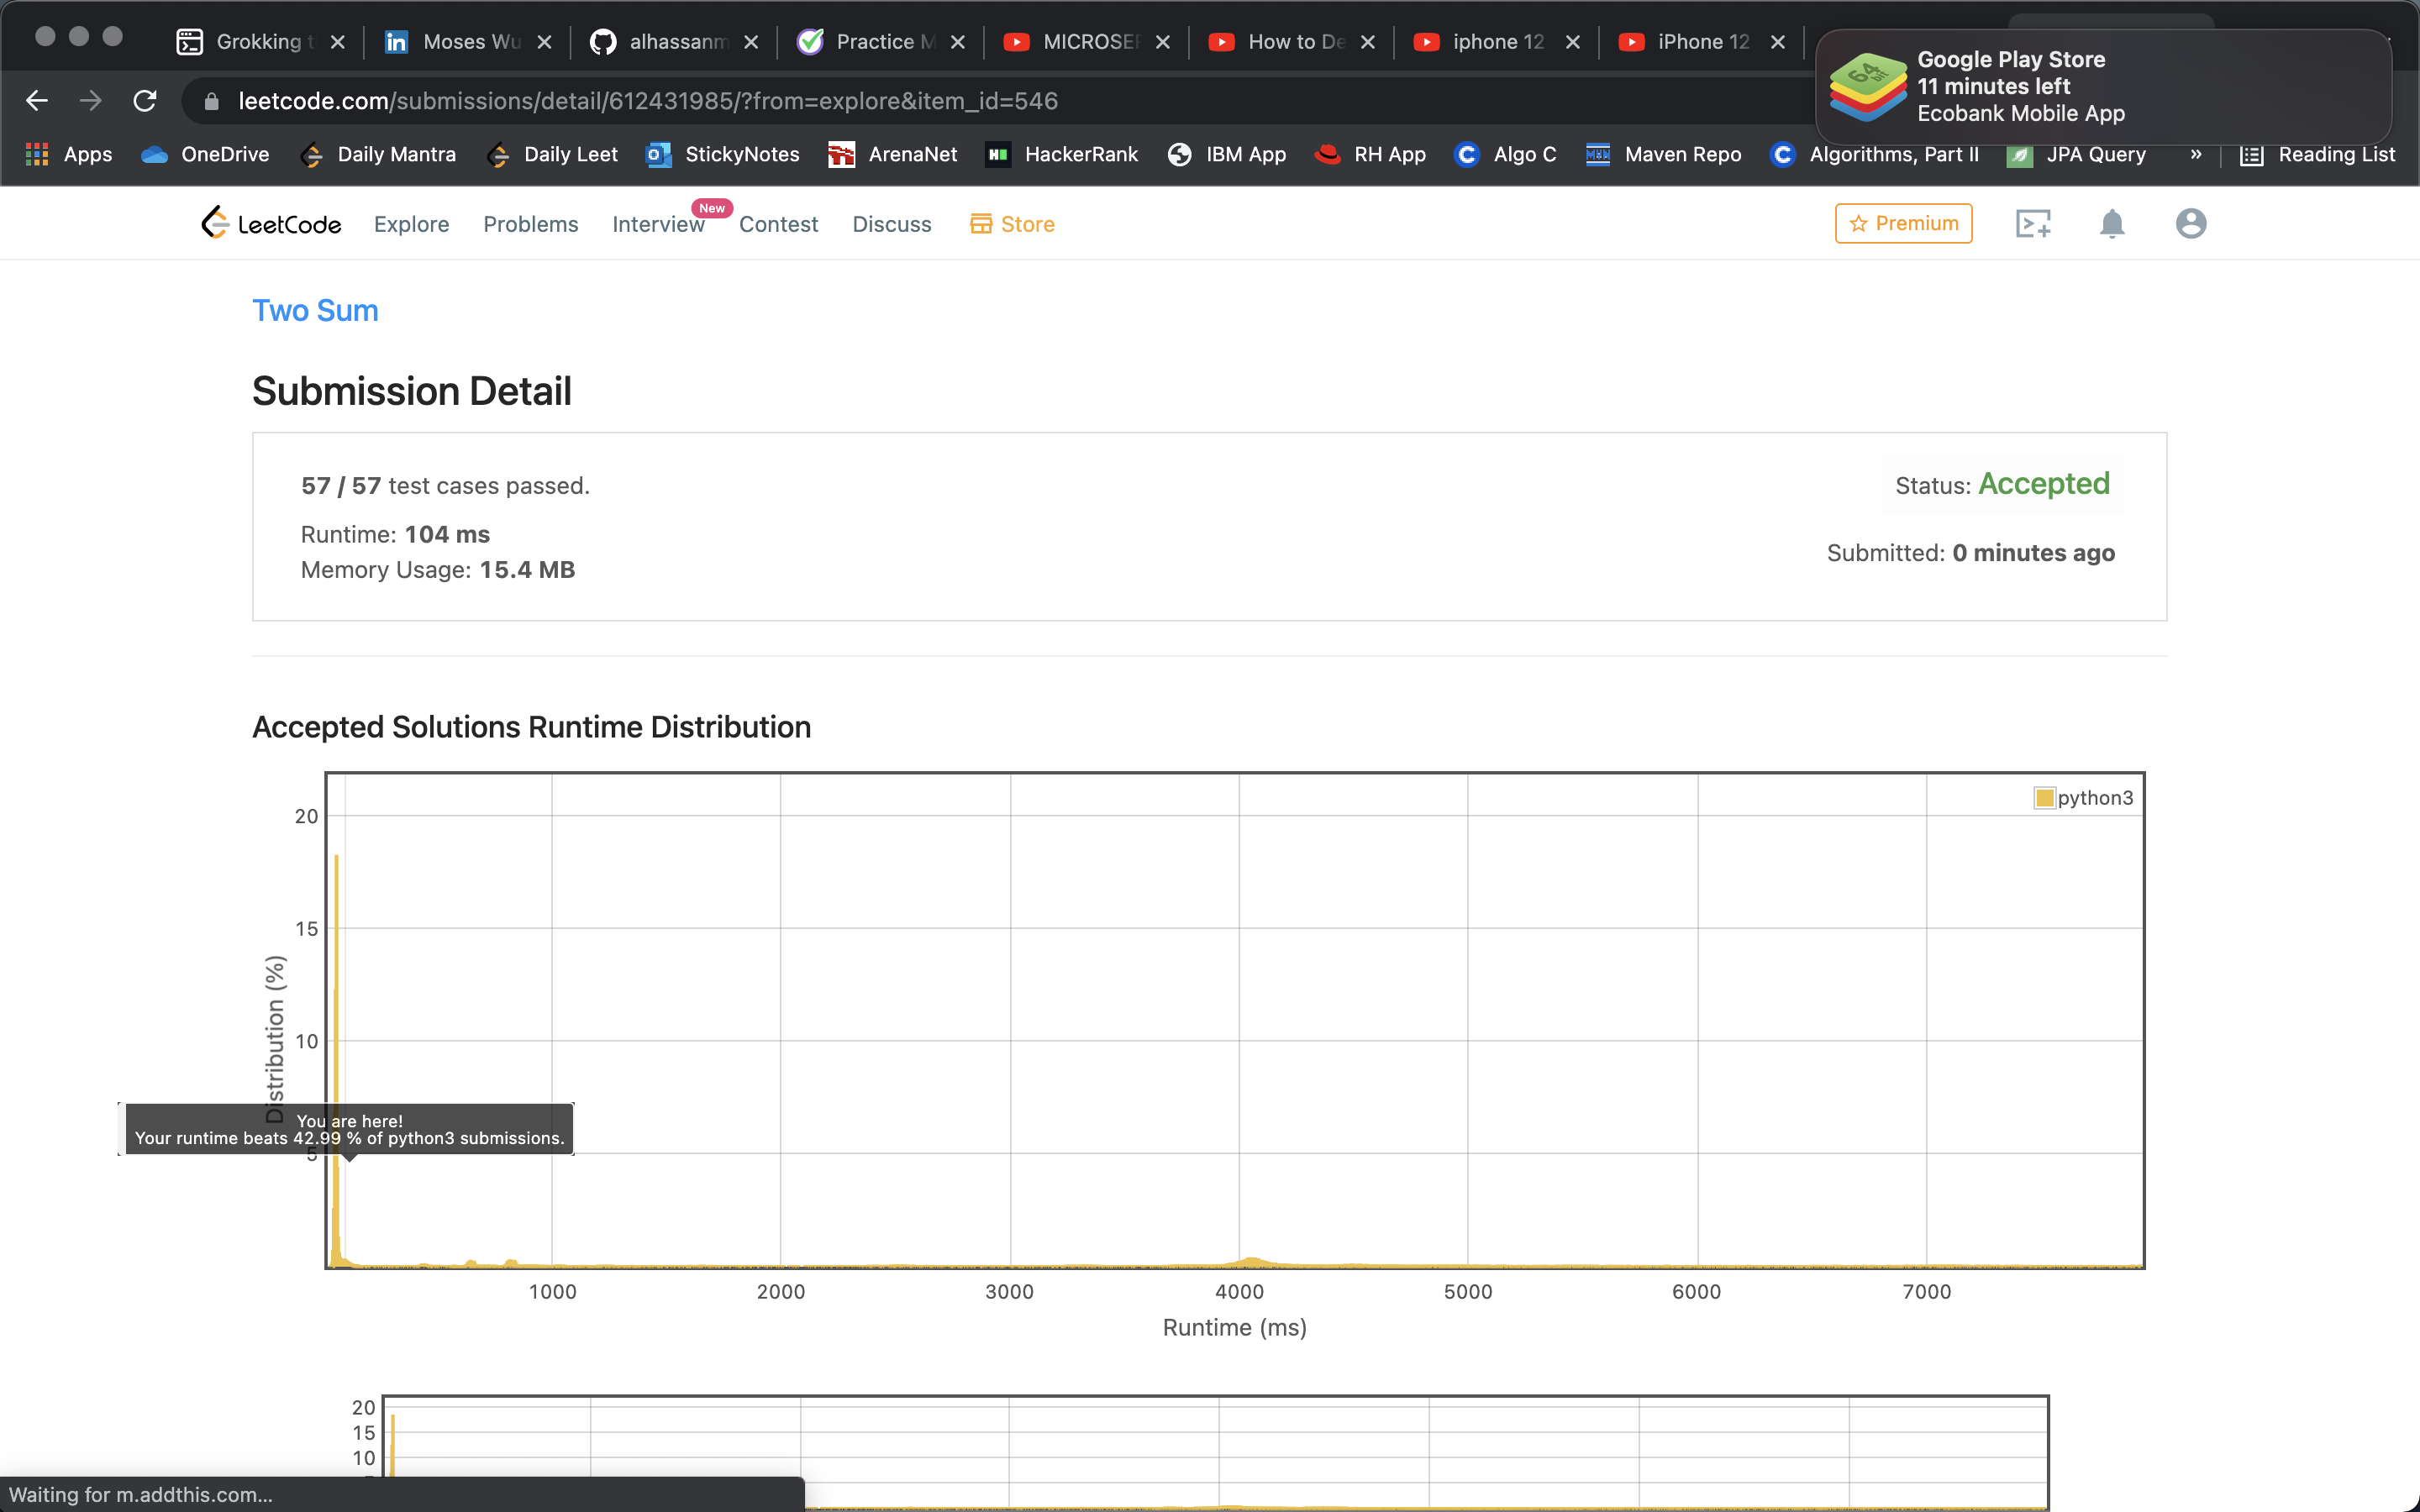 Grokking t
Moses Wu
alhassanm
Practice M
MICROSER
How to De
iphone 12
iPhone 12
64 bit
Google Play Store
11 minutes left
Ecobank Mobile App
leetcode.com/submissions/detail/612431985/?from=explore&item_id=546
Apps
OneDrive
Daily Mantra
Daily Leet
StickyNotes
ArenaNet
HackerRank
IBM App
RH App
Algo C
Maven Repo
Algorithms, Part II
JPA Query
»
Reading List
LeetCode
Explore
Problems
Interview
New
Contest
Discuss
Store
Premium
Two Sum
Submission Detail
57 / 57 test cases passed.
Status: Accepted
Runtime: 104 ms
Submitted: 0 minutes ago
Memory Usage: 15.4 MB
Accepted Solutions Runtime Distribution
python3
20
15
10
5
Distribution (%)
You are here!
Your runtime beats 42.99 % of python3 submissions.
1000
2000
3000
4000
5000
6000
7000
Runtime (ms)
20
15
10
Waiting for m.addthis.com...